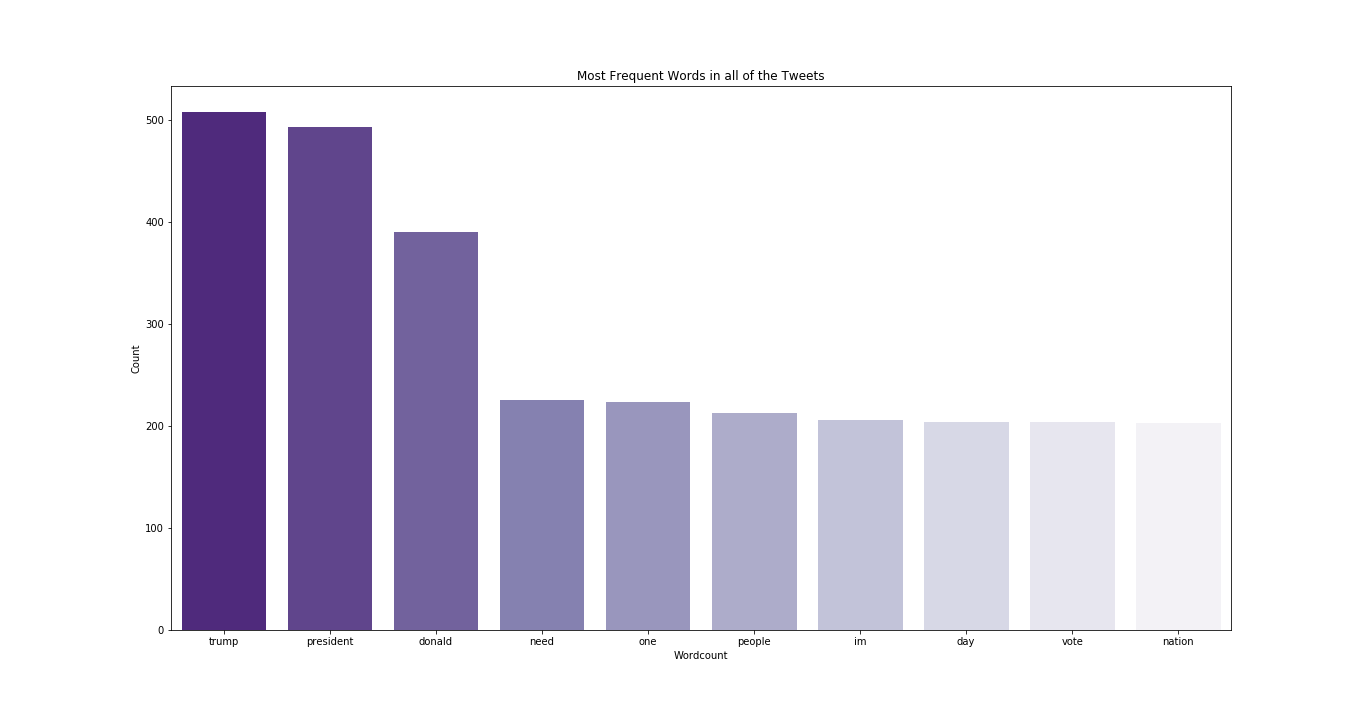 Most Frequent Words in all of the Tweets
500
400
300
200
100
0
Count
trump president donald need one people im day vote nation
Wordcount